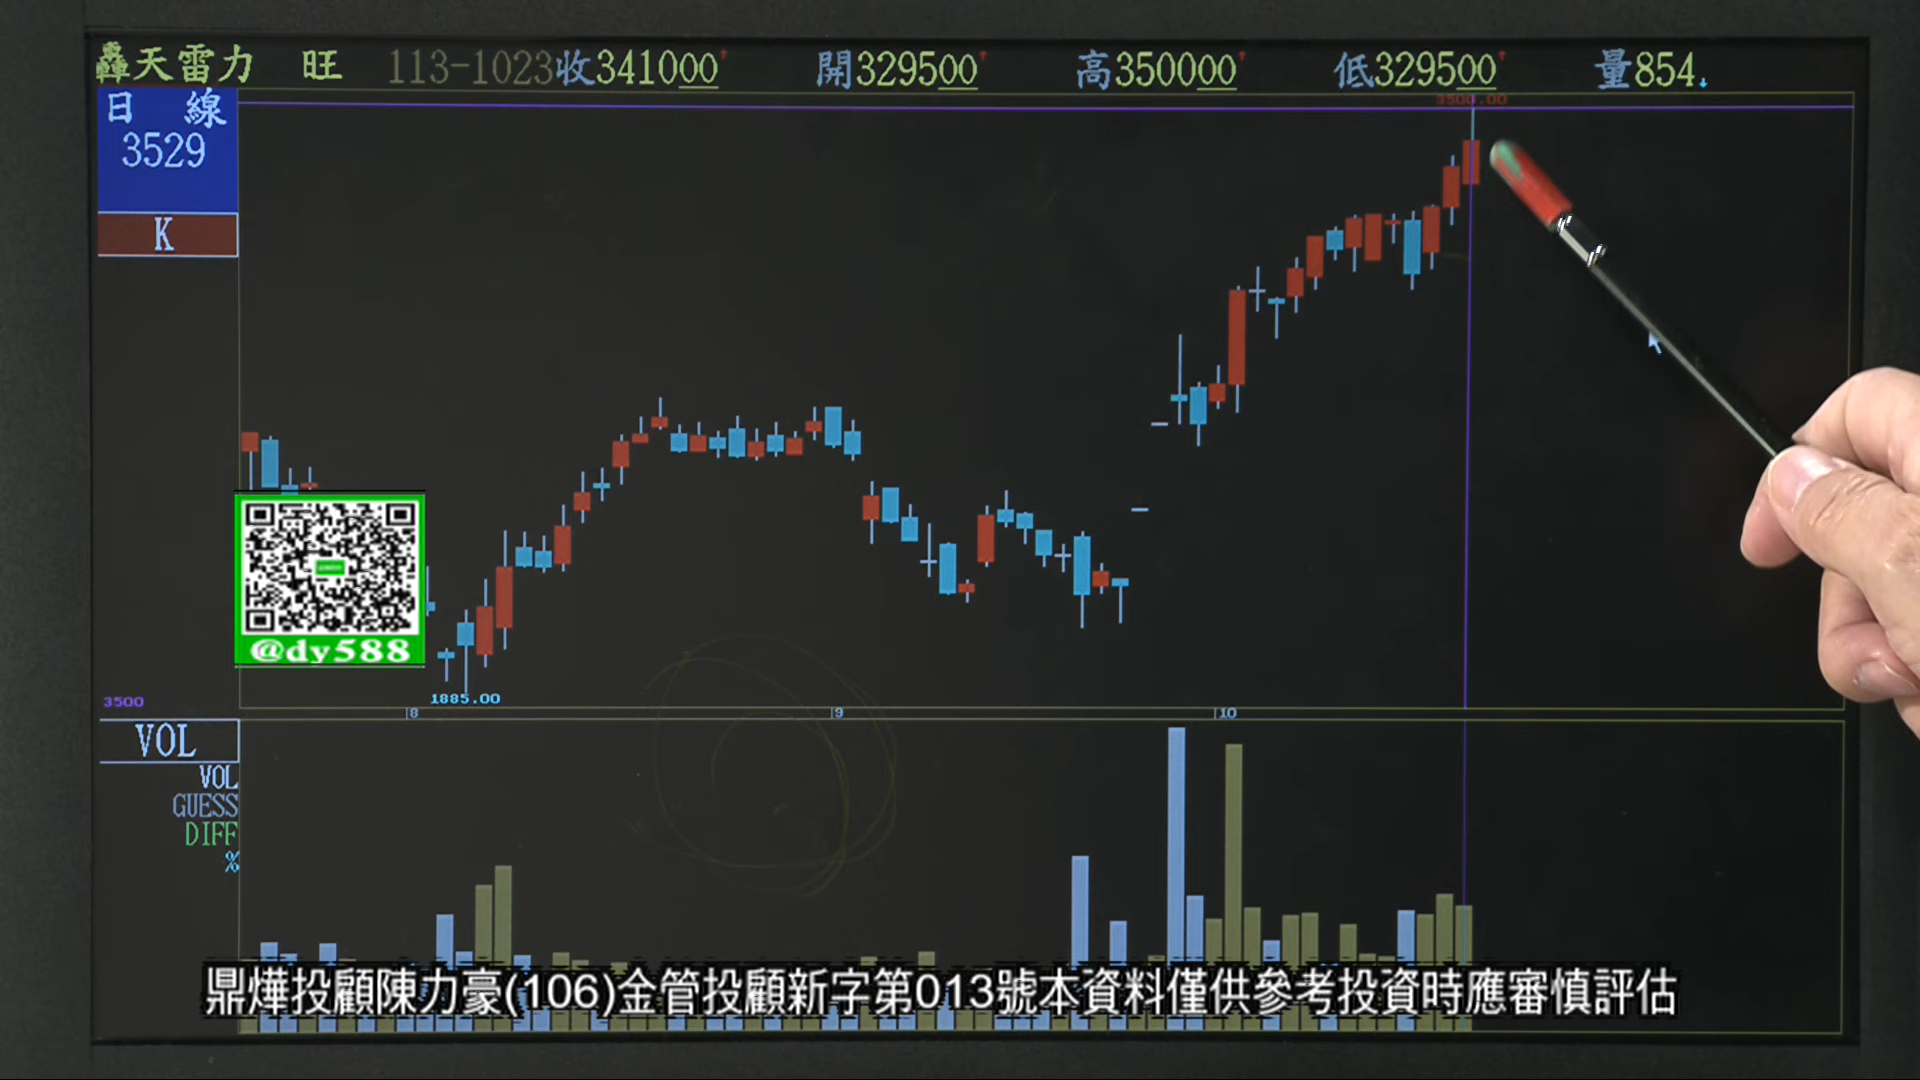 轟天雷力 旺 113-1023收341000 開329500 高350000 低329500 量854
日 線
3529
K
3500.00
@dy588
1885.00
3500
8 9 10
VOL
VOL
GUESS
DIFF
%
鼎燁投顧陳力豪(106)金管投顧新字第013號本資料僅供參考投資時應審慎評估